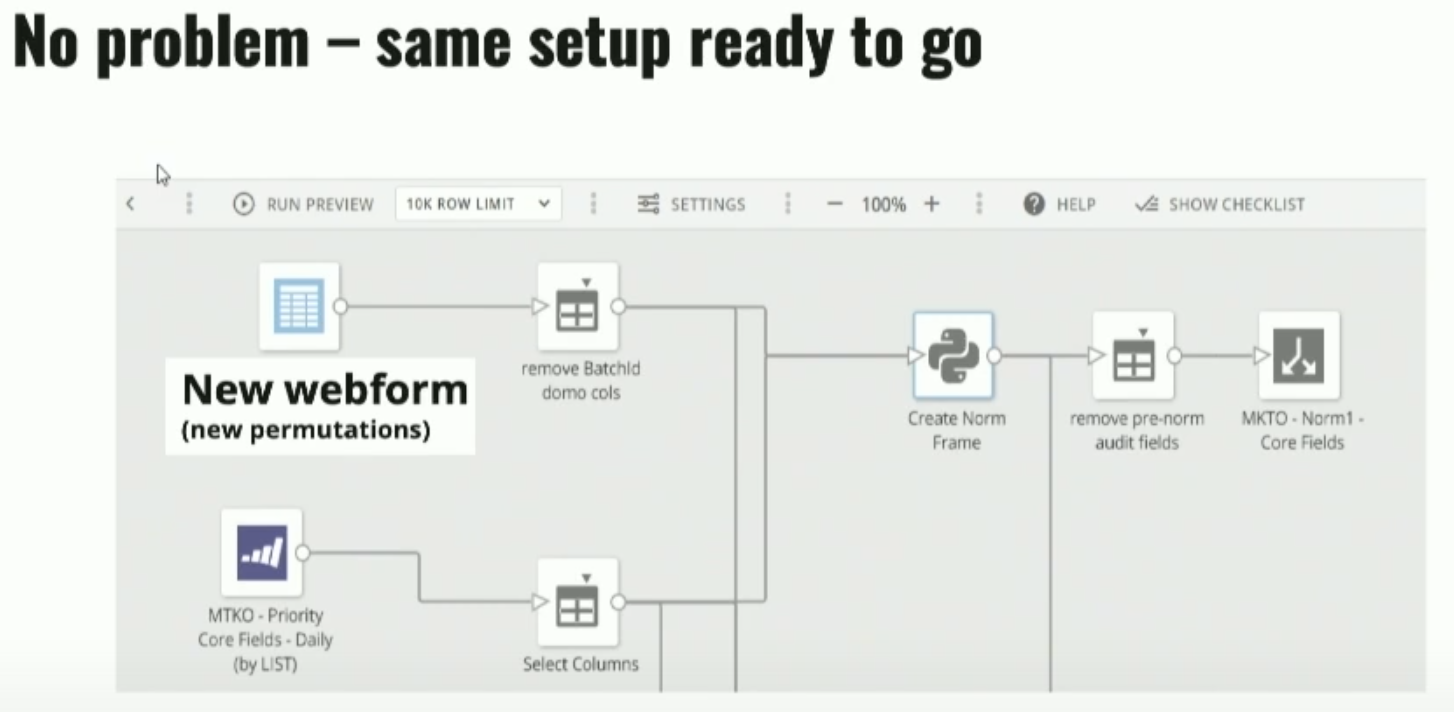 No problem – same setup ready to go
RUN PREVIEW
10K ROW LIMIT
SETTINGS
100%
HELP
SHOW CHECKLIST
New webform
(new permutations)
remove BatchId
domo cols
Create Norm
Frame
remove pre-norm
audit fields
MKTO - Norm1 -
Core Fields
MTKO - Priority
Core Fields - Daily
(by LIST)
Select Columns